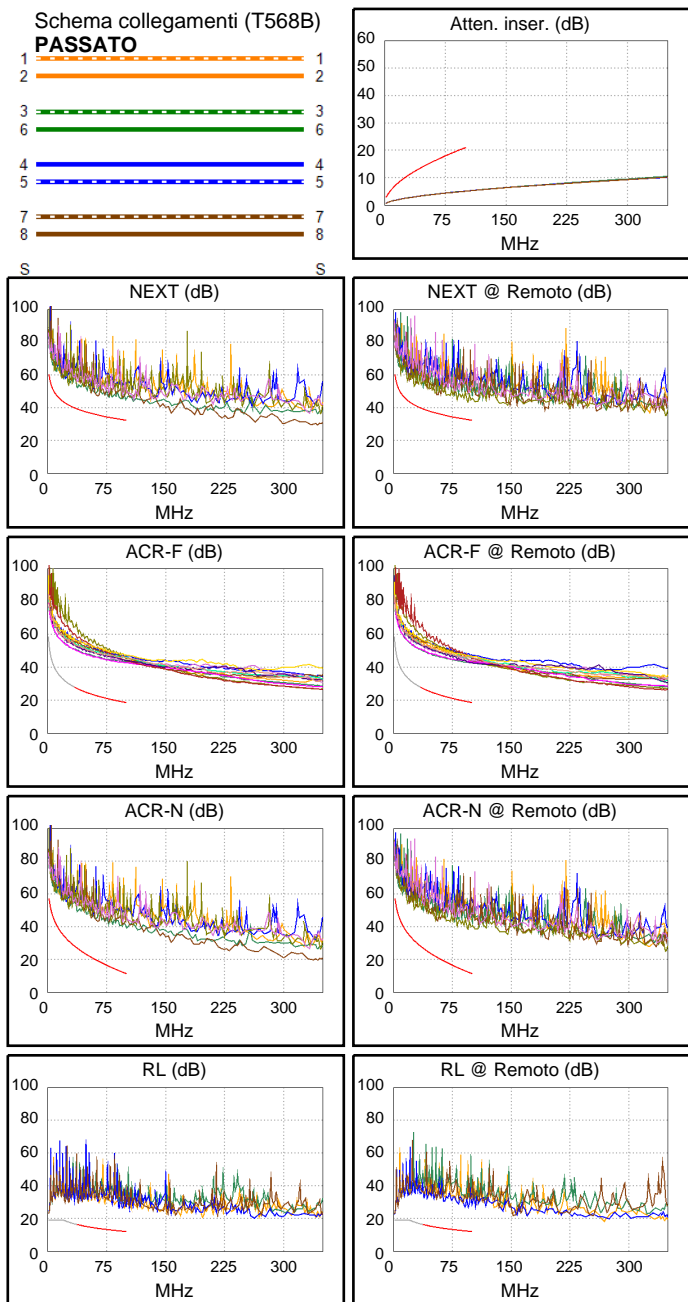 Schema collegamenti (T568B)
PASSATO
1 1
2 2
3 3
6 6
4 4
5 5
7 7
8 8
S S
Atten. inser. (dB)
60
50
40
30
20
10
0
0 75 150 225 300
MHz
NEXT (dB)
100
80
60
40
20
0
0 75 150 225 300
MHz
NEXT @ Remoto (dB)
100
80
60
40
20
0
0 75 150 225 300
MHz
ACR-F (dB)
100
80
60
40
20
0
0 75 150 225 300
MHz
ACR-F @ Remoto (dB)
100
80
60
40
20
0
0 75 150 225 300
MHz
ACR-N (dB)
100
80
60
40
20
0
0 75 150 225 300
MHz
ACR-N @ Remoto (dB)
100
80
60
40
20
0
0 75 150 225 300
MHz
RL (dB)
100
80
60
40
20
0
0 75 150 225 300
MHz
RL @ Remoto (dB)
100
80
60
40
20
0
0 75 150 225 300
MHz